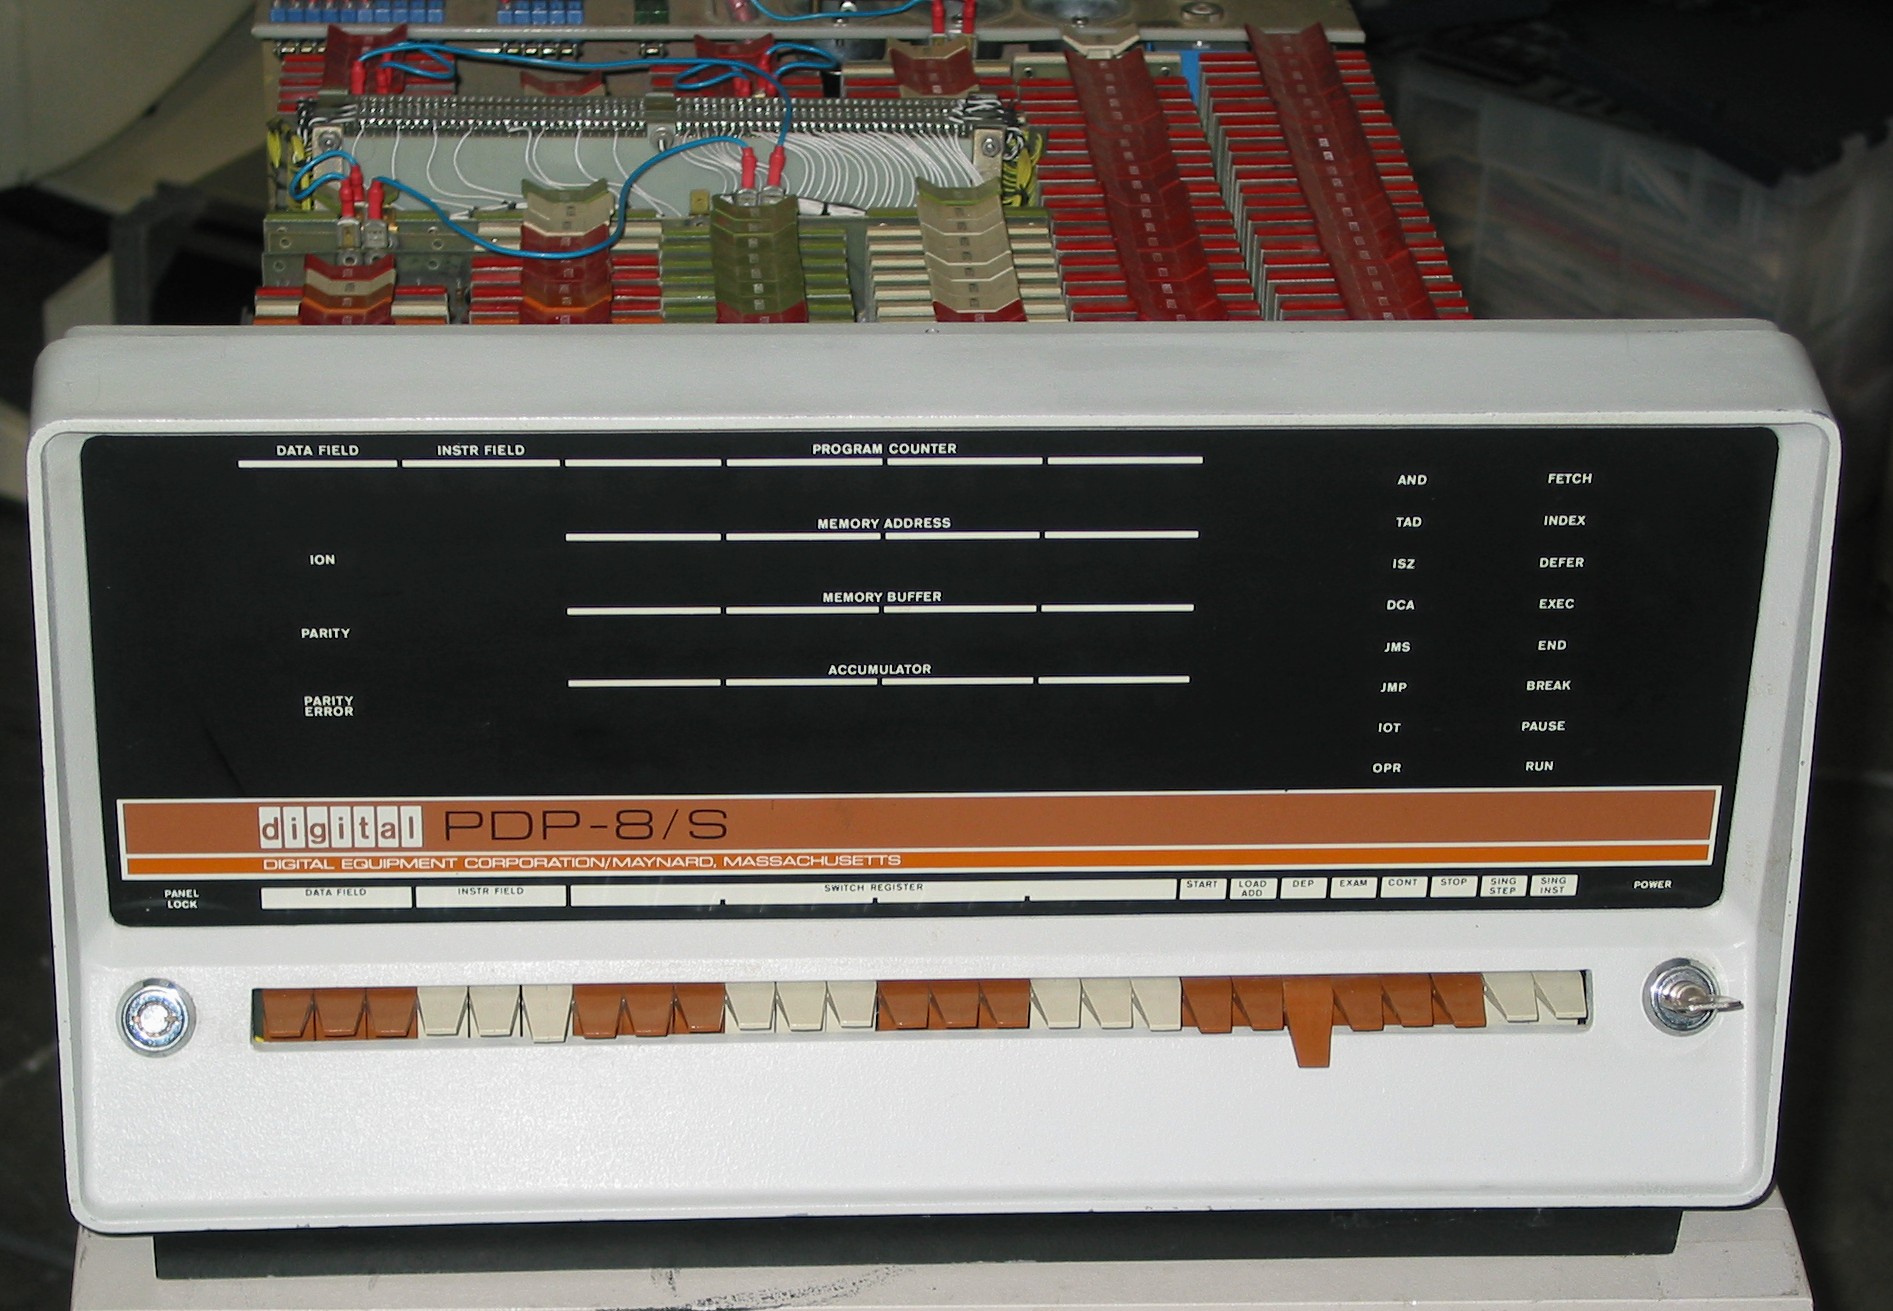 DATA FIELD
INSTR FIELD
PROGRAM COUNTER
MEMORY ADDRESS
MEMORY BUFFER
ACCUMULATOR
ION
PARITY
PARITY
ERROR
AND
TAD
ISZ
DCA
JMS
JMP
IOT
OPR
FETCH
INDEX
DEFER
EXEC
END
BREAK
PAUSE
RUN
digital PDP-8/S
DIGITAL EQUIPMENT CORPORATION/MAYNARD, MASSACHUSETTS
PANEL
LOCK
DATA FIELD
INSTR FIELD
SWITCH REGISTER
START
LOAD
ADD
DEP
EXAM
CONT
STOP
SING
STEP
SING
INST
POWER